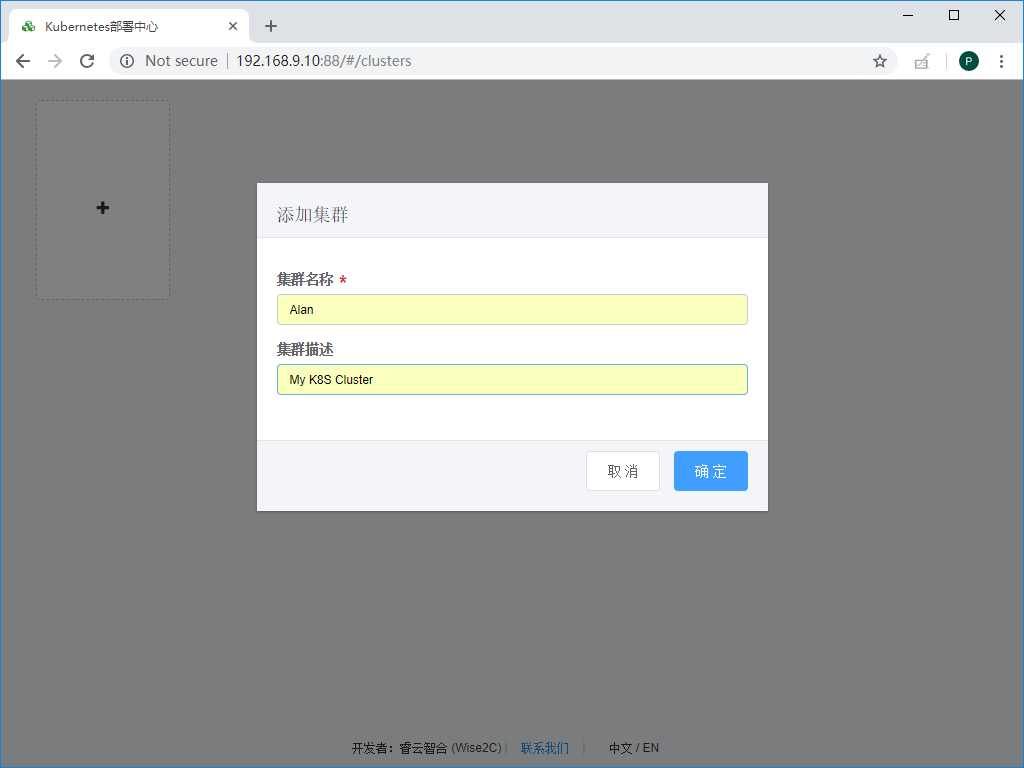 Kubernetes部署中心
Not secure | 192.168.9.10:88/#/clusters
P
添加集群
集群名称 *
Alan
集群描述
My K8S Cluster
取消 确定
开发者：睿云智合 (Wise2C) | 联系我们 | 中文 / EN